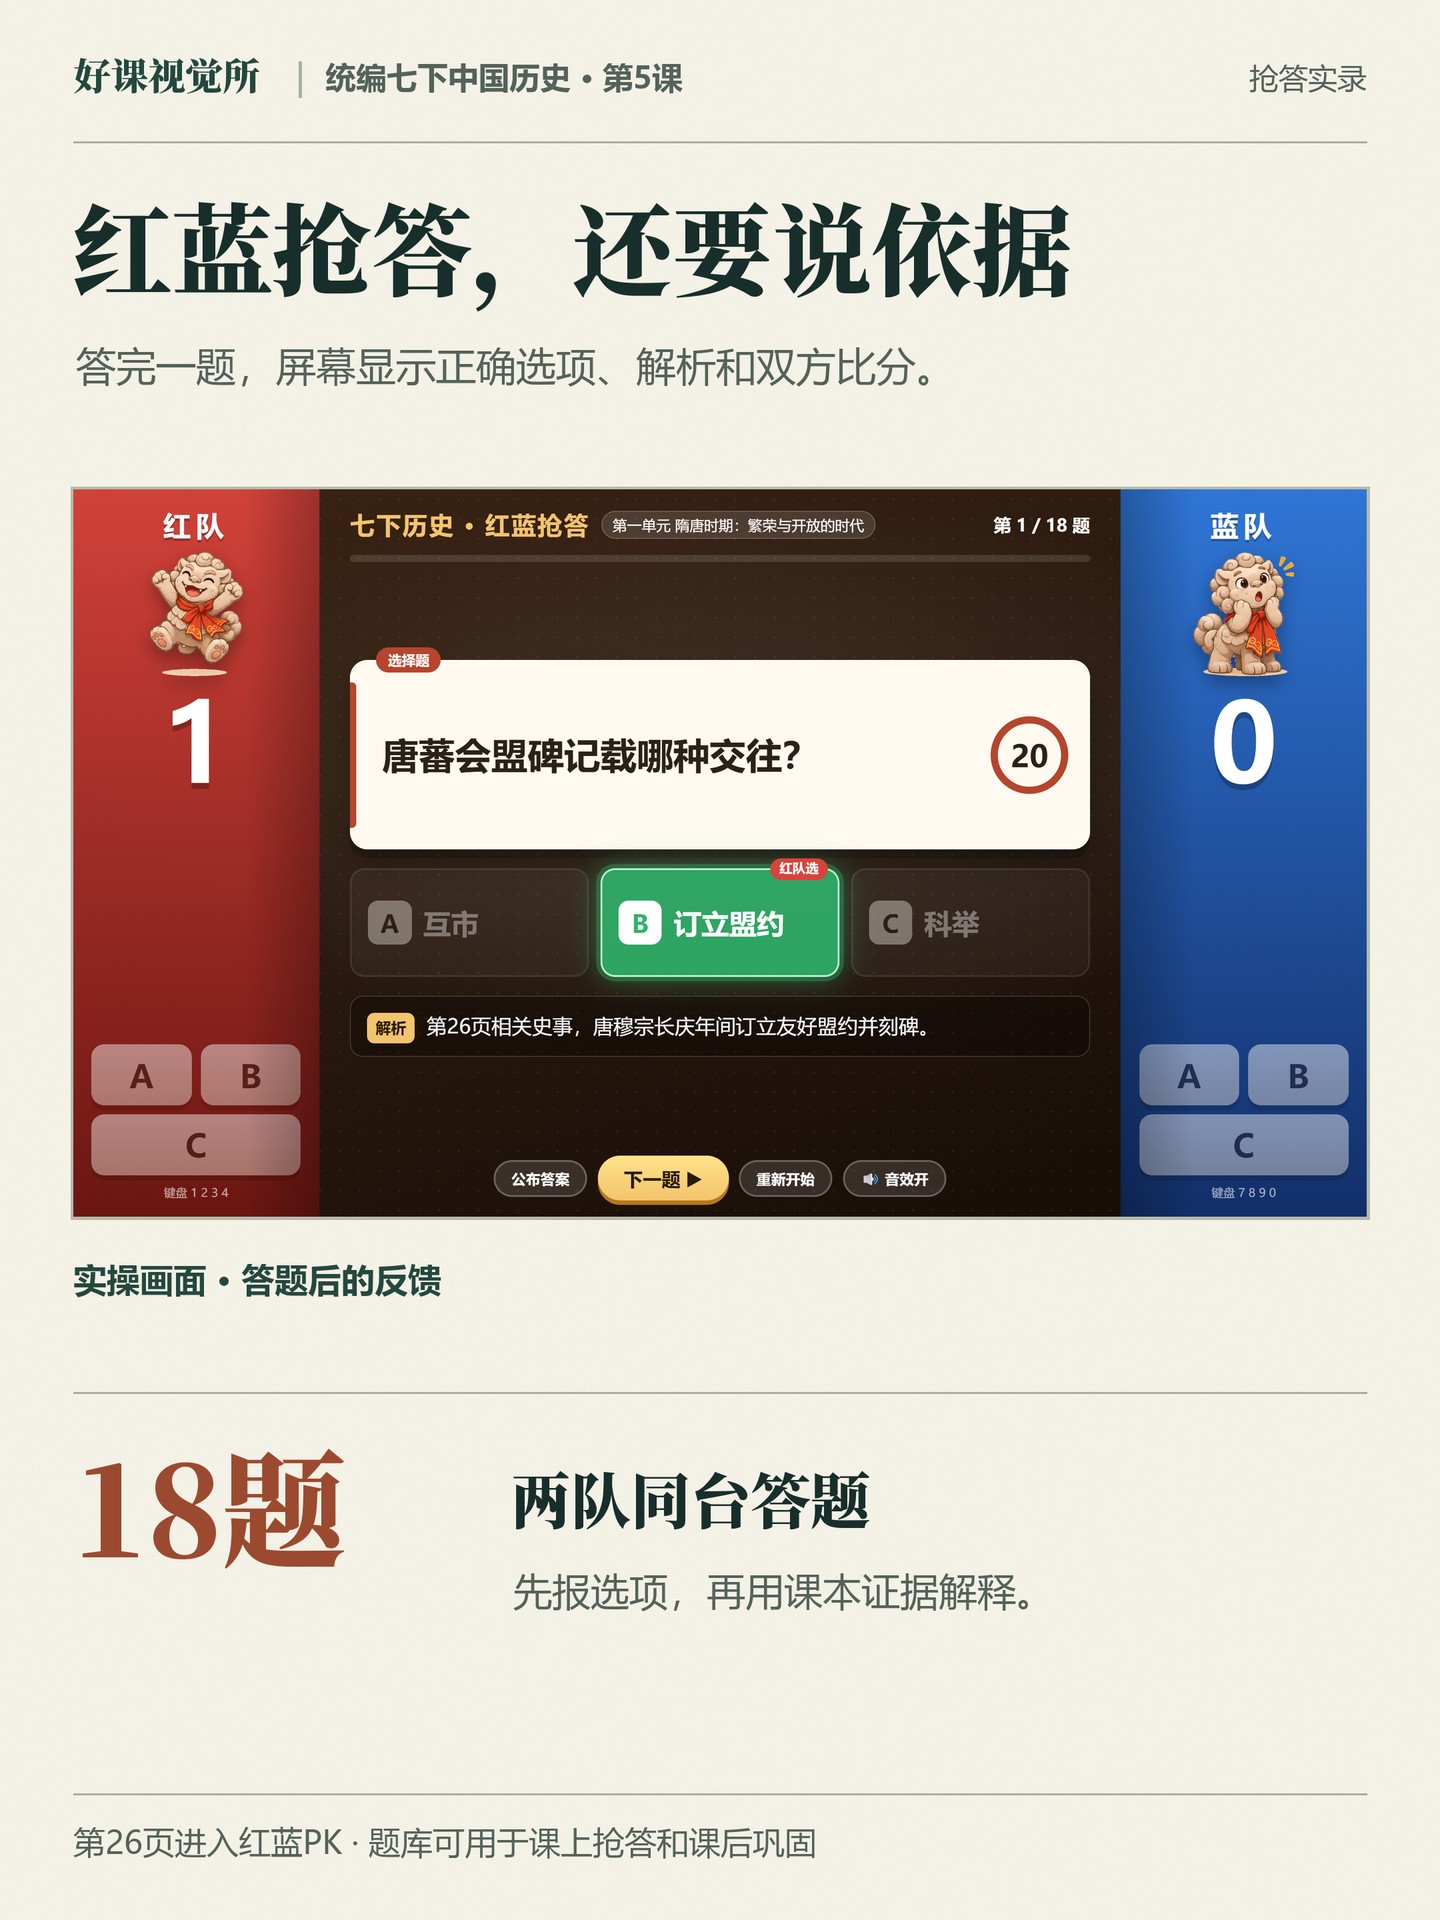 好课视觉所 | 统编七下中国历史·第5课
抢答实录
红蓝抢答，还要说依据
答完一题，屏幕显示正确选项、解析和双方比分。
红队
1
A
B
C
键盘 1 2 3 4
七下历史·红蓝抢答
第一单元 隋唐时期：繁荣与开放的时代
第 1 / 18 题
选择题
唐蕃会盟碑记载哪种交往？
20
A 互市
红队选
B 订立盟约
C 科举
解析 第26页相关史事，唐穆宗长庆年间订立友好盟约并刻碑。
公布答案
下一题 ▶
重新开始
音效开
蓝队
0
A
B
C
键盘 7 8 9 0
实操画面·答题后的反馈
18题
两队同台答题
先报选项，再用课本证据解释。
第26页进入红蓝PK · 题库可用于课上抢答和课后巩固